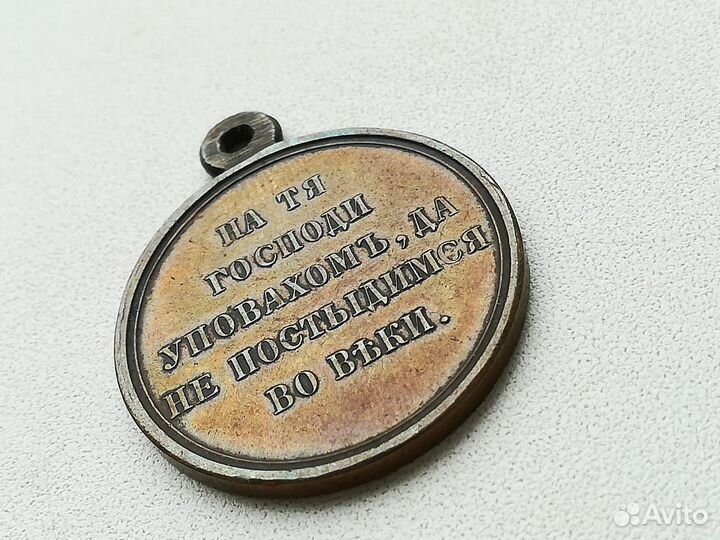 НА ТЯ
ГОСПОДИ
УПОВАХОМЪ, ДА
НЕ ПОСТЫДИМСЯ
ВО ВѢКИ.
Avito